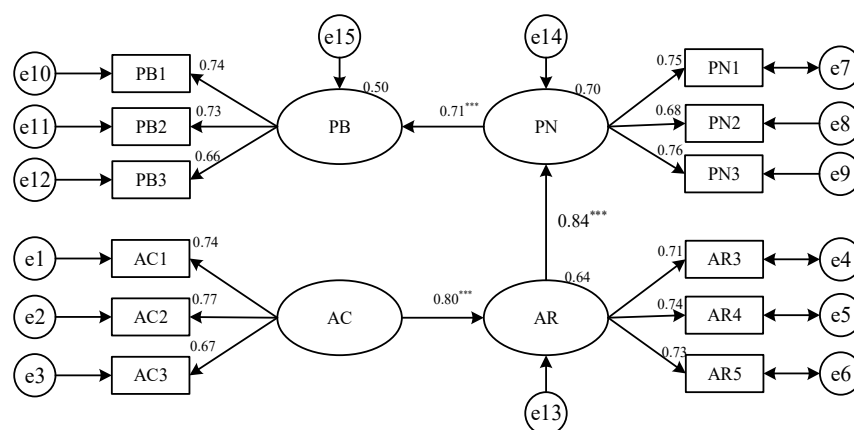 e15
e14
e10
PB1
0.74
0.50
0.70
0.75
PN1
e7
e11
PB2
0.73
PB
0.71***
PN
0.68
PN2
e8
e12
PB3
0.66
0.76
PN3
e9
0.84***
e1
AC1
0.74
0.64
0.71
AR3
e4
e2
AC2
0.77
AC
0.80***
AR
0.74
AR4
e5
e3
AC3
0.67
0.73
AR5
e6
e13